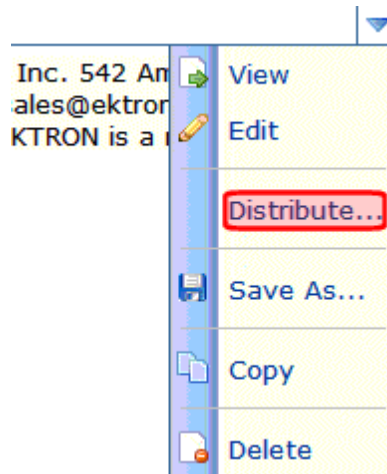 Inc. 542 Am
ales@ektron
KTRON is a
View
Edit
Distribute...
Save As...
Copy
Delete